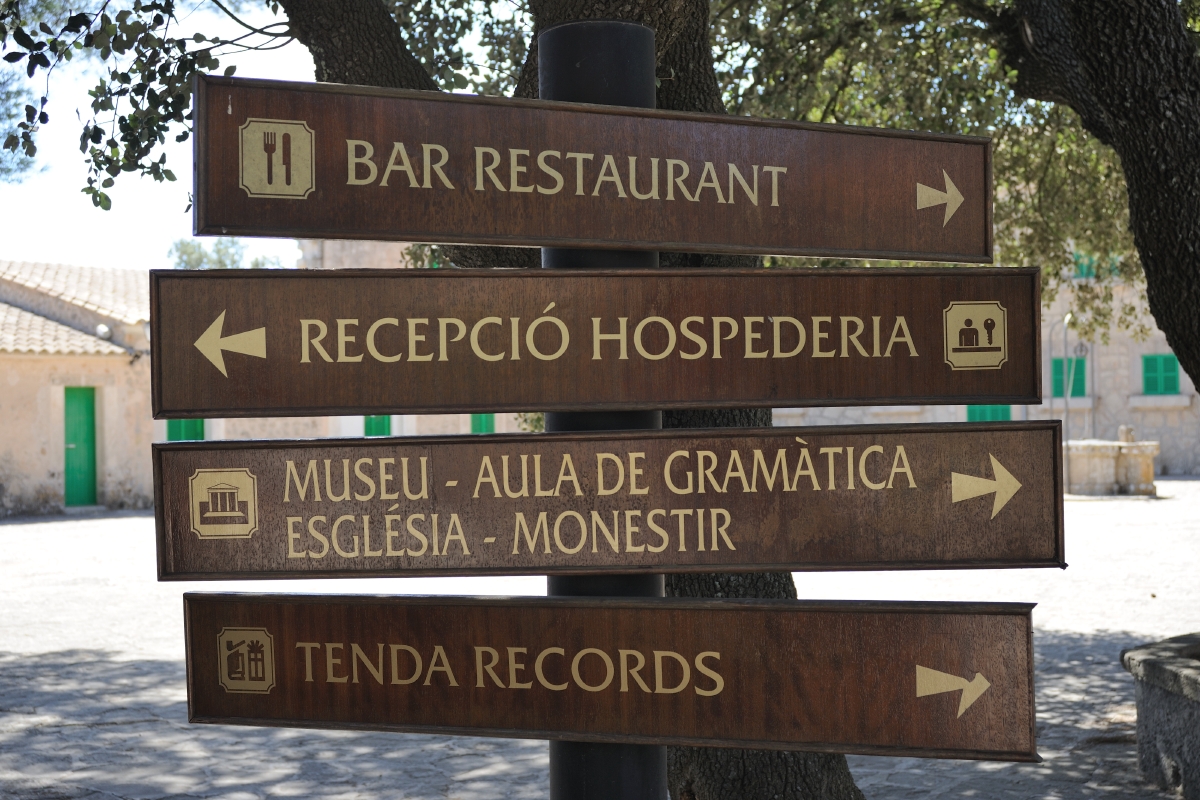 BAR RESTAURANT
RECEPCIÓ HOSPEDERIA
MUSEU - AULA DE GRAMÀTICA
ESGLÉSIA - MONESTIR
TENDA RECORDS